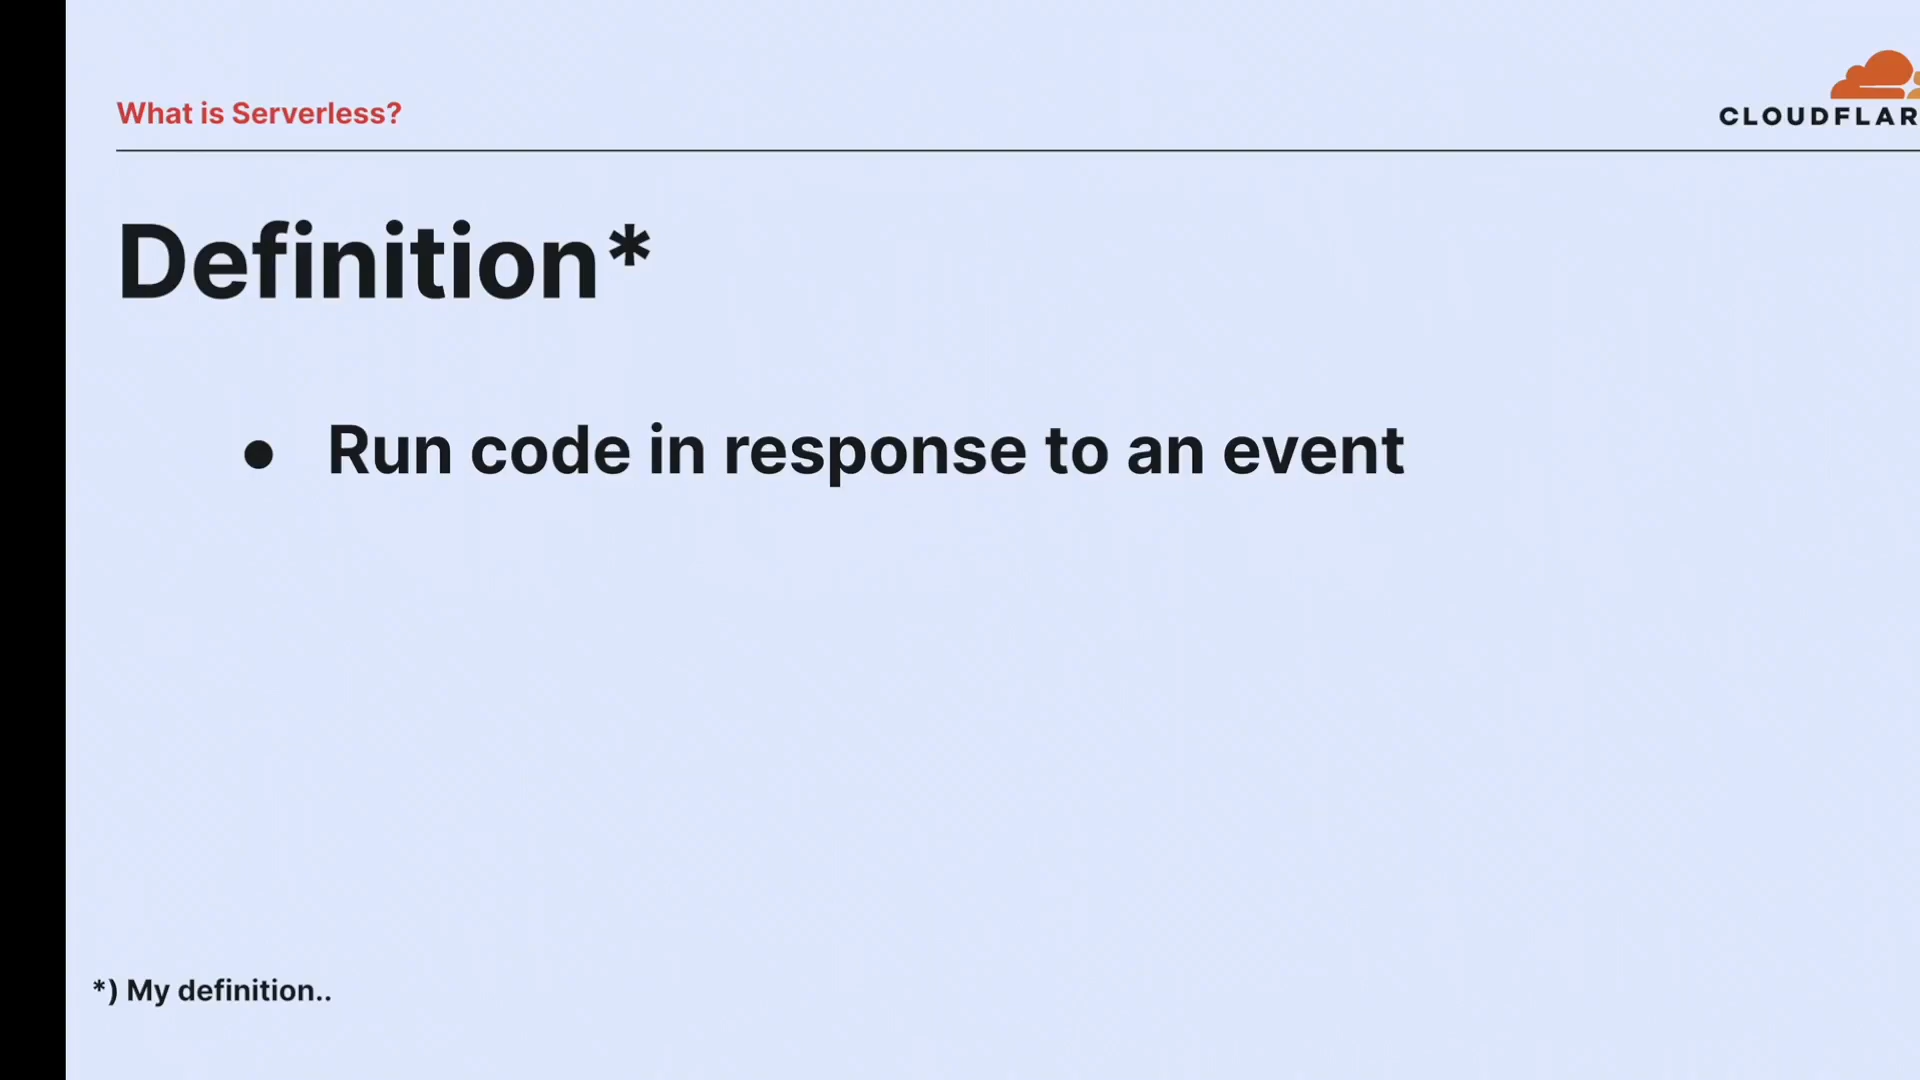 What is Serverless?
CLOUDFLAR
Definition*
● Run code in response to an event
*) My definition..